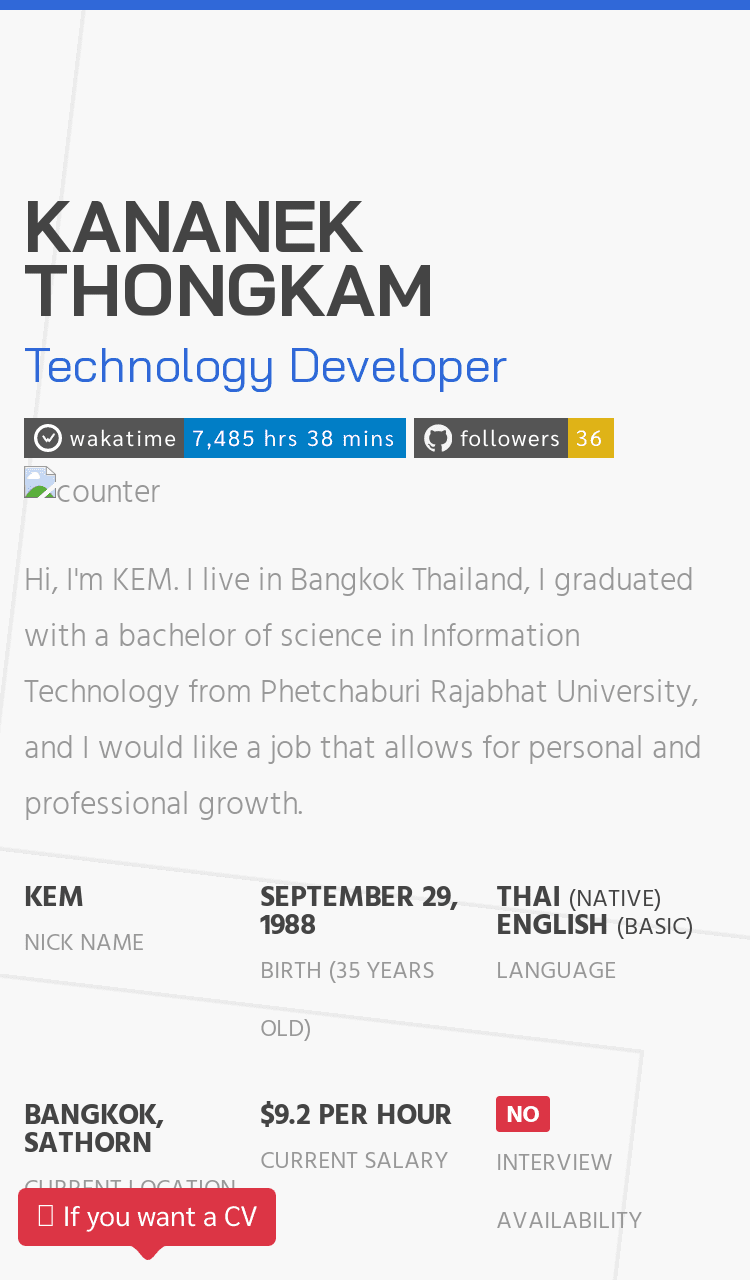 KANANEK
THONGKAM
Technology Developer
wakatime 7,485 hrs 38 mins followers 36
counter
Hi, I'm KEM. I live in Bangkok Thailand, I graduated
with a bachelor of science in Information
Technology from Phetchaburi Rajabhat University,
and I would like a job that allows for personal and
professional growth.
KEM
NICK NAME
SEPTEMBER 29,
1988
BIRTH (35 YEARS
OLD)
THAI (NATIVE)
ENGLISH (BASIC)
LANGUAGE
BANGKOK,
SATHORN
CURRENT LOCATION
$9.2 PER HOUR
CURRENT SALARY
NO
INTERVIEW
AVAILABILITY
If you want a CV